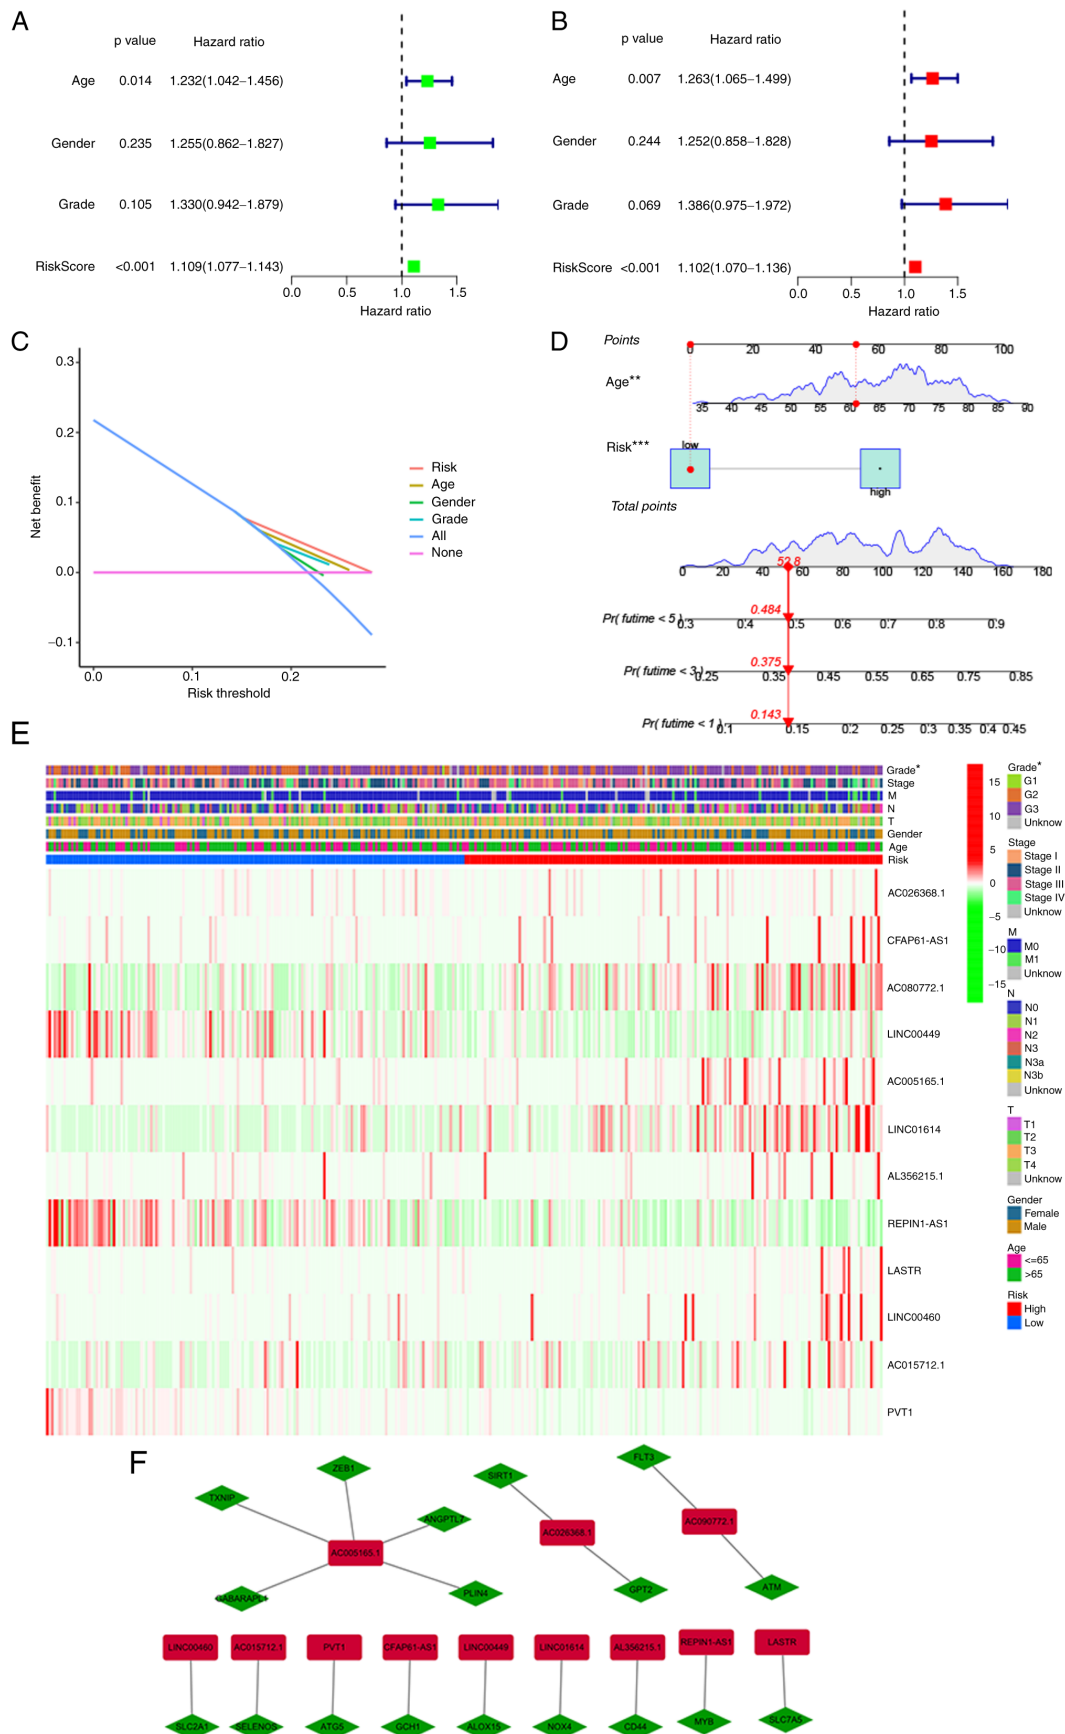 A
p value Hazard ratio
Age 0.014 1.232(1.042−1.456)
Gender 0.235 1.255(0.862−1.827)
Grade 0.105 1.330(0.942−1.879)
RiskScore <0.001 1.109(1.077−1.143)
0.0 0.5 1.0 1.5
Hazard ratio
B
p value Hazard ratio
Age 0.007 1.263(1.065−1.499)
Gender 0.244 1.252(0.858−1.828)
Grade 0.069 1.386(0.975−1.972)
RiskScore <0.001 1.102(1.070−1.136)
0.0 0.5 1.0 1.5
Hazard ratio
C
Net benefit
0.3
0.2
0.1
0.0
−0.1
0.0 0.1 0.2
Risk threshold
Risk
Age
Gender
Grade
All
None
D
Points
0 20 40 60 80 100
Age**
35 40 45 50 55 60 65 70 75 80 85 90
Risk***
low
high
Total points
52.8
0 20 40 60 80 100 120 140 160 180
0.484
Pr( futime < 5 )
0.3 0.4 0.5 0.6 0.7 0.8 0.9
0.375
Pr( futime < 3 )
0.25 0.35 0.45 0.55 0.65 0.75 0.85
0.143
Pr( futime < 1 )
0.1 0.15 0.2 0.25 0.3 0.35 0.4 0.45
E
Grade*
Stage
M
N
T
Gender
Age
Risk
AC026368.1
CFAP61-AS1
AC080772.1
LINC00449
AC005165.1
LINC01614
AL356215.1
REPIN1-AS1
LASTR
LINC00460
AC015712.1
PVT1
15
10
5
0
−5
−10
−15
Grade*
G1
G2
G3
Unknow
Stage
Stage I
Stage II
Stage III
Stage IV
Unknow
M
M0
M1
Unknow
N
N0
N1
N2
N3
N3a
N3b
Unknow
T
T1
T2
T3
T4
Unknow
Gender
Female
Male
Age
<=65
>65
Risk
High
Low
F
ZEB1
TXNIP
ANGPTL7
AC005165.1
GABARAPL1
PLIN4
SIRT1
AC026368.1
GPT2
FLT3
AC090772.1
ATM
LINC00460 AC015712.1 PVT1 CFAP61-AS1 LINC00449 LINC01614 AL356215.1 REPIN1-AS1 LASTR
SLC2A1 SELENOS ATG5 GCH1 ALOX15 NOX4 CD44 MYB SLC7A5